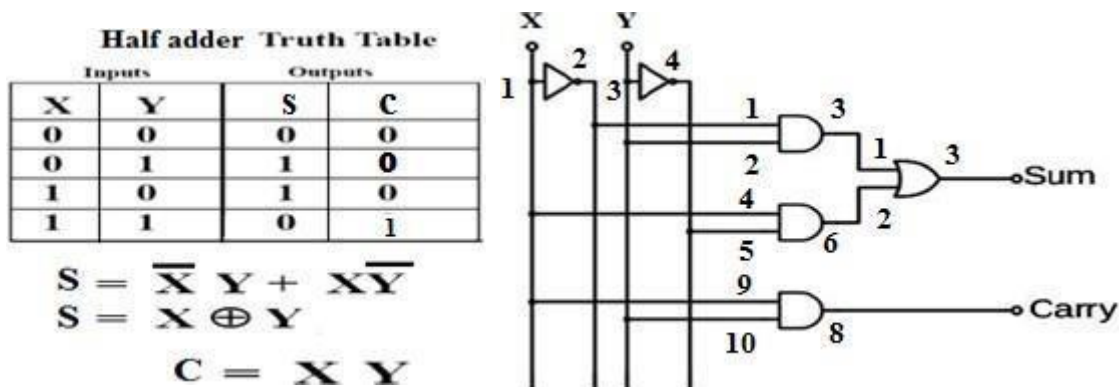 Half adder Truth Table
Inputs Outputs
X Y S C
0 0 0 0
0 1 1 0
1 0 1 0
1 1 0 1
S = X̅ Y + XY̅
S = X ⊕ Y
C = X Y
X Y
1 2 3 4
1 3
2
1 3
Sum
2
4
5 6
9
10 8
Carry